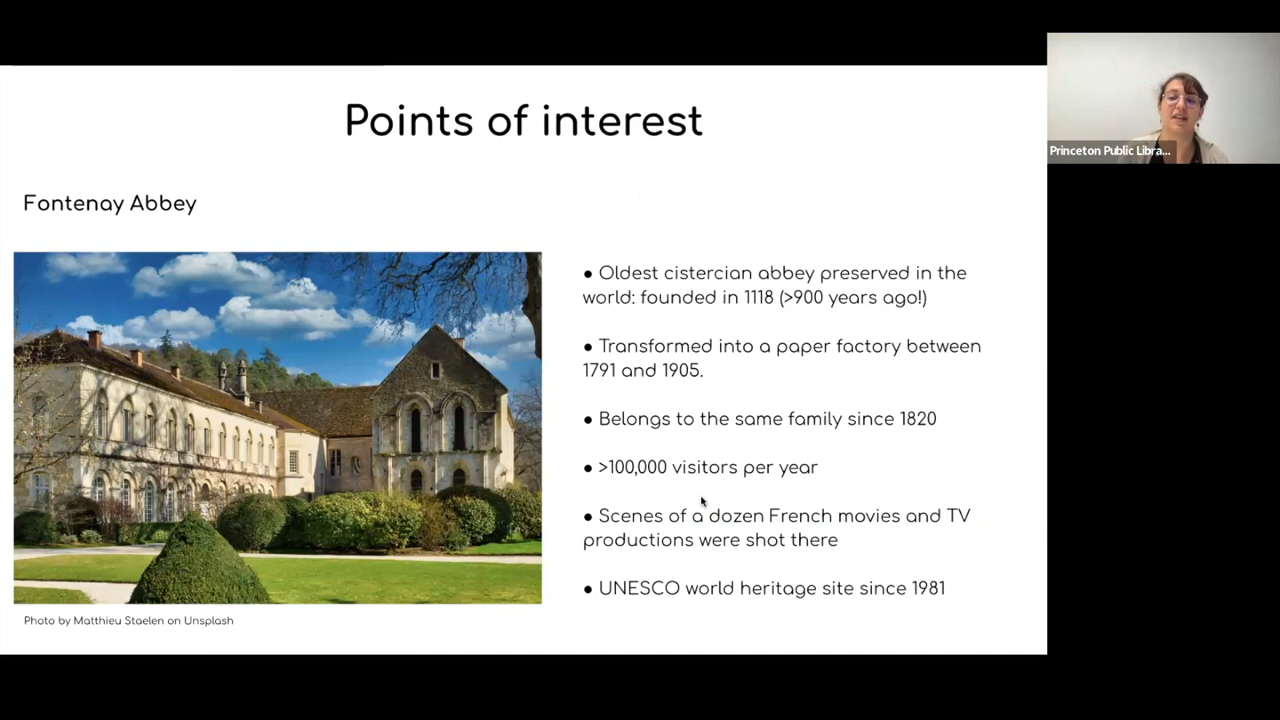 Points of interest
Princeton Public Libra...
Fontenay Abbey
● Oldest cistercian abbey preserved in the
world: founded in 1118 (>900 years ago!)
● Transformed into a paper factory between
1791 and 1905.
● Belongs to the same family since 1820
● >100,000 visitors per year
● Scenes of a dozen French movies and TV
productions were shot there
● UNESCO world heritage site since 1981
Photo by Matthieu Staelen on Unsplash